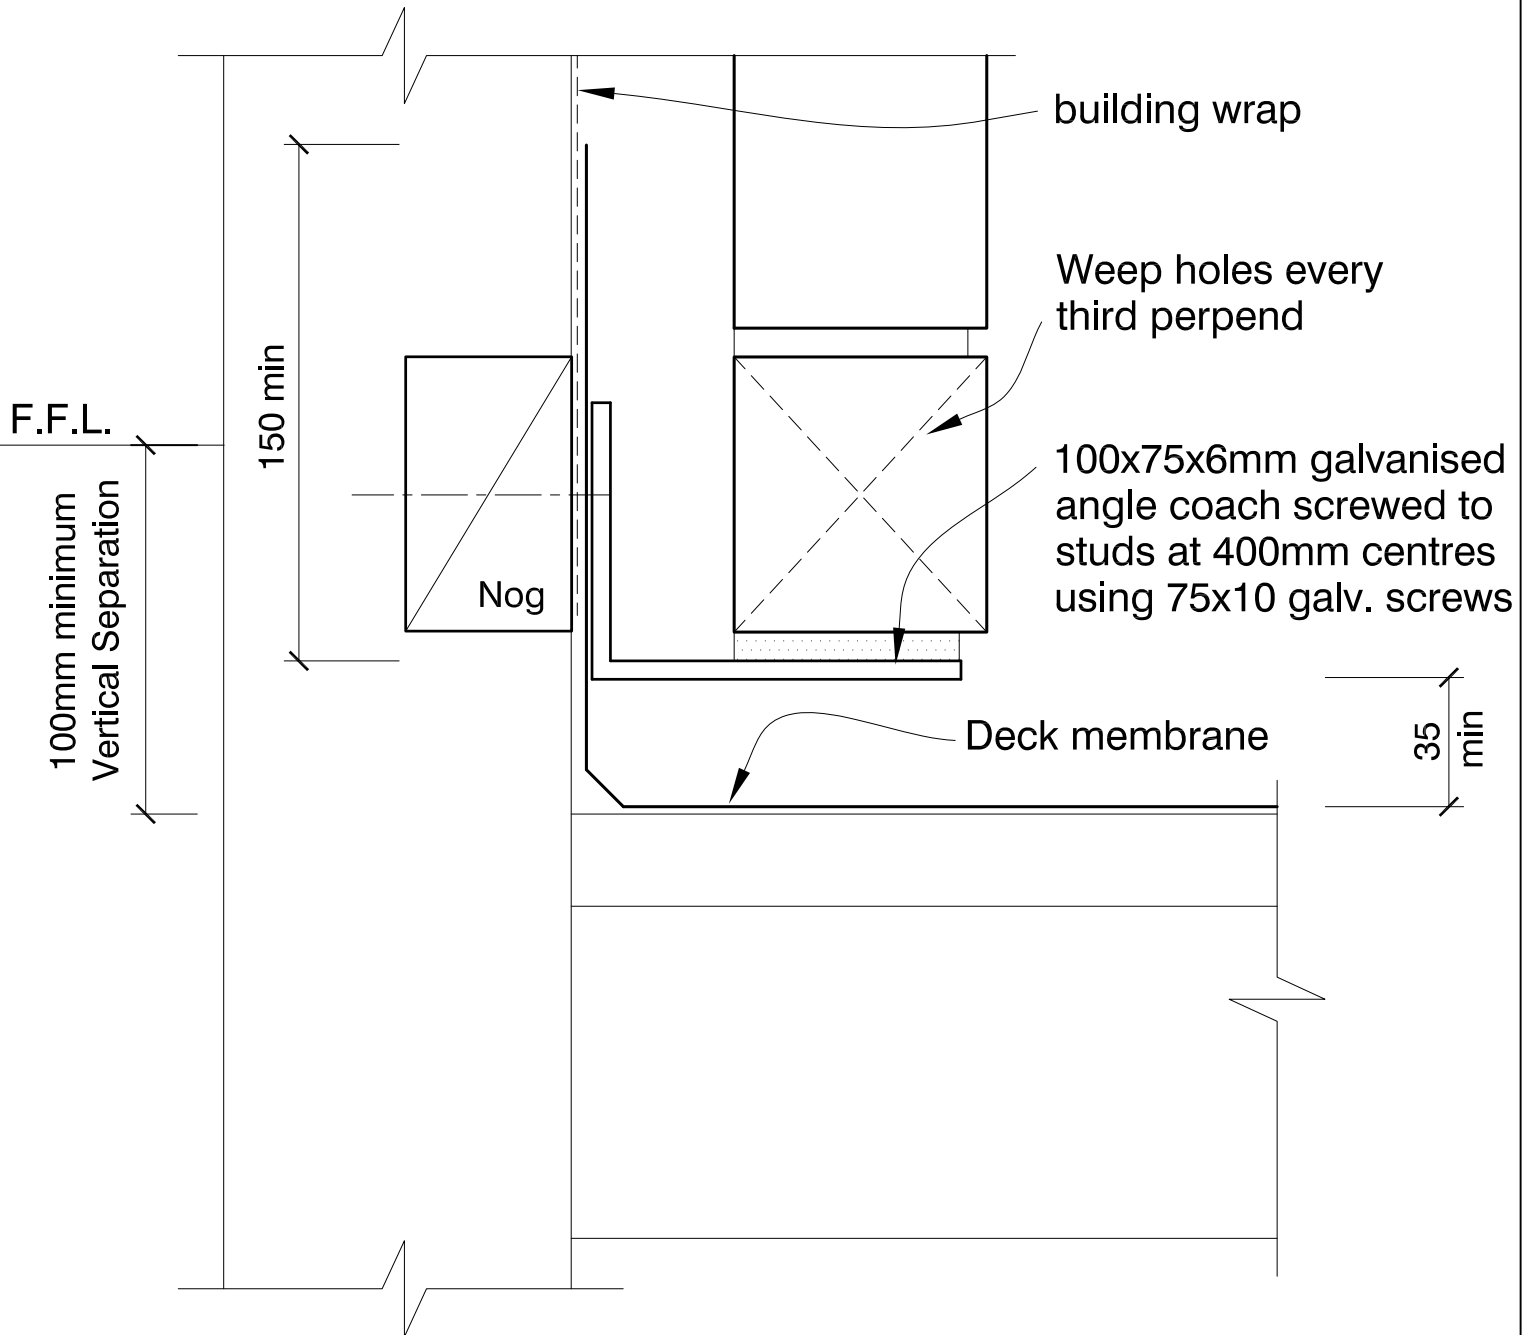 building wrap
Weep holes every
third perpend
150 min
F.F.L.
100x75x6mm galvanised
angle coach screwed to
studs at 400mm centres
using 75x10 galv. screws
100mm minimum
Vertical Separation
Nog
Deck membrane
35
min